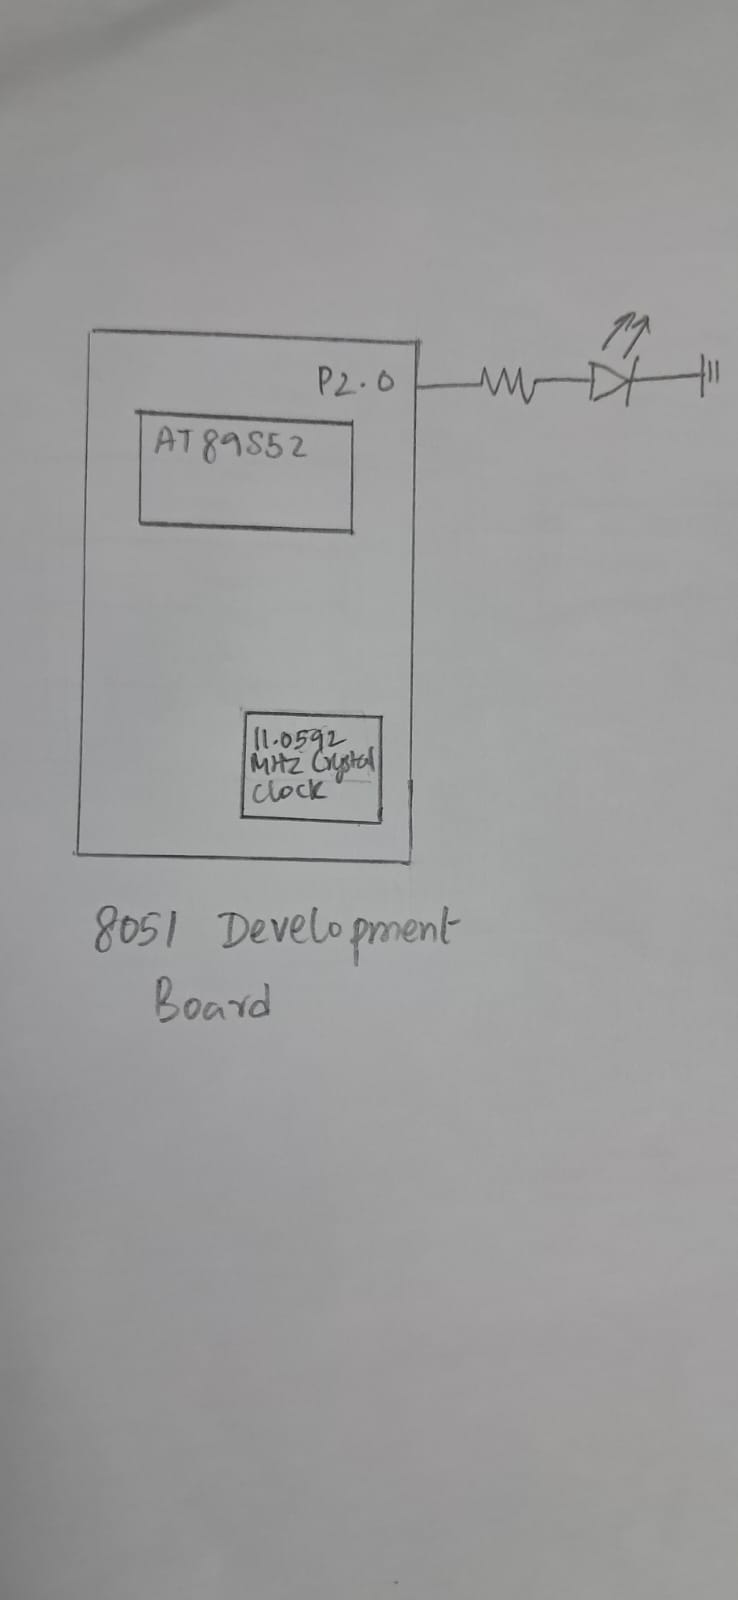 P2.0
AT89S52
11.0592
MHz Crystal
Clock
8051 Development
Board